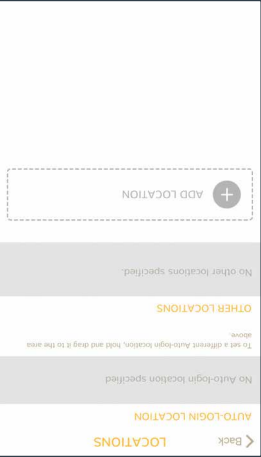 Back
LOCATIONS
AUTO-LOGIN LOCATION
No Auto-login location specified
To set a different Auto-login location, hold and drag it to the area
above.
OTHER LOCATIONS
No other locations specified.
ADD LOCATION